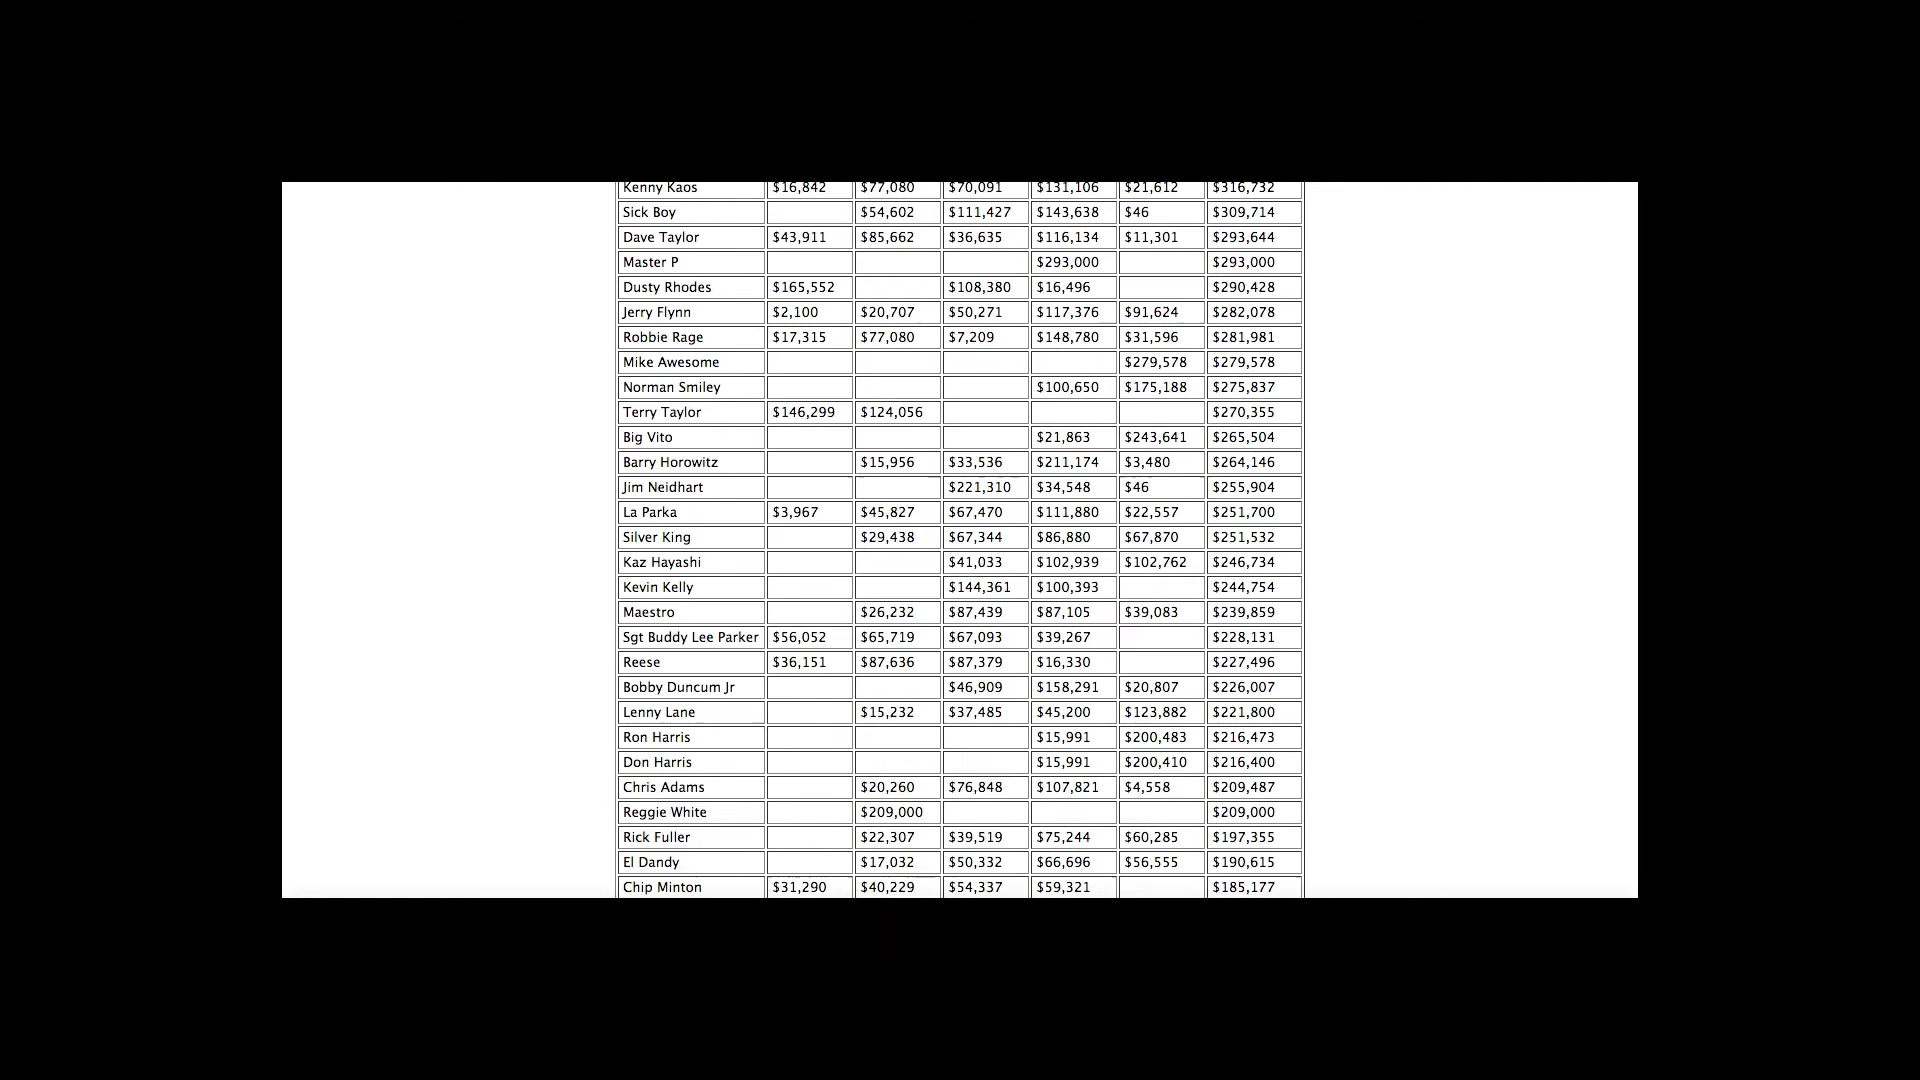 Kenny Kaos $16,842 $77,080 $70,091 $131,106 $21,612 $316,732
Sick Boy $54,602 $111,427 $143,638 $46 $309,714
Dave Taylor $43,911 $85,662 $36,635 $116,134 $11,301 $293,644
Master P $293,000 $293,000
Dusty Rhodes $165,552 $108,380 $16,496 $290,428
Jerry Flynn $2,100 $20,707 $50,271 $117,376 $91,624 $282,078
Robbie Rage $17,315 $77,080 $7,209 $148,780 $31,596 $281,981
Mike Awesome $279,578 $279,578
Norman Smiley $100,650 $175,188 $275,837
Terry Taylor $146,299 $124,056 $270,355
Big Vito $21,863 $243,641 $265,504
Barry Horowitz $15,956 $33,536 $211,174 $3,480 $264,146
Jim Neidhart $221,310 $34,548 $46 $255,904
La Parka $3,967 $45,827 $67,470 $111,880 $22,557 $251,700
Silver King $29,438 $67,344 $86,880 $67,870 $251,532
Kaz Hayashi $41,033 $102,939 $102,762 $246,734
Kevin Kelly $144,361 $100,393 $244,754
Maestro $26,232 $87,439 $87,105 $39,083 $239,859
Sgt Buddy Lee Parker $56,052 $65,719 $67,093 $39,267 $228,131
Reese $36,151 $87,636 $87,379 $16,330 $227,496
Bobby Duncum Jr $46,909 $158,291 $20,807 $226,007
Lenny Lane $15,232 $37,485 $45,200 $123,882 $221,800
Ron Harris $15,991 $200,483 $216,473
Don Harris $15,991 $200,410 $216,400
Chris Adams $20,260 $76,848 $107,821 $4,558 $209,487
Reggie White $209,000 $209,000
Rick Fuller $22,307 $39,519 $75,244 $60,285 $197,355
El Dandy $17,032 $50,332 $66,696 $56,555 $190,615
Chip Minton $31,290 $40,229 $54,337 $59,321 $185,177